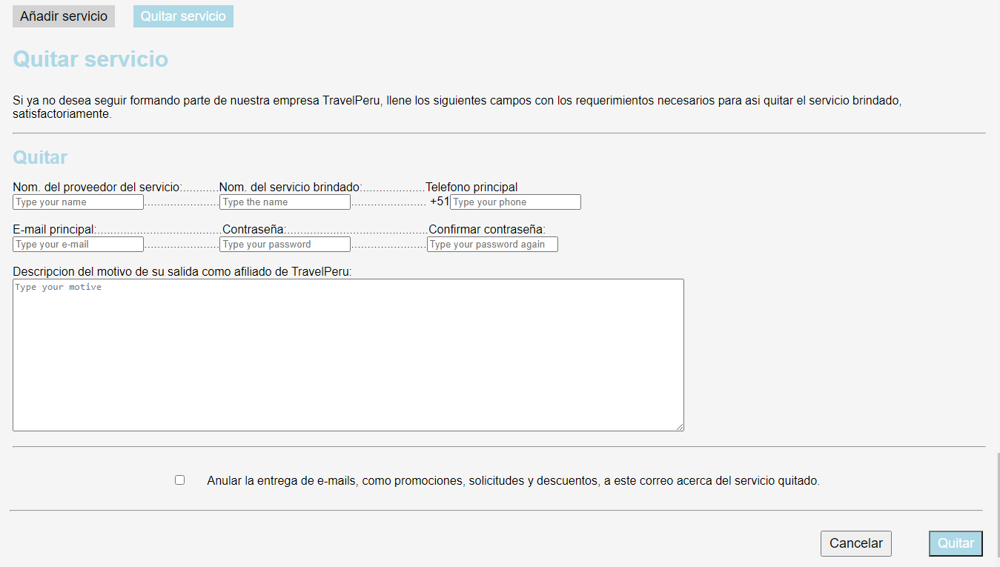 Añadir servicio Quitar servicio
Quitar servicio
Si ya no desea seguir formando parte de nuestra empresa TravelPeru, llene los siguientes campos con los requerimientos necesarios para asi quitar el servicio brindado,
satisfactoriamente.
Quitar
Nom. del proveedor del servicio:...........Nom. del servicio brindado:...................Telefono principal
Type your name.......................Type the name....................... +51Type your phone
E-mail principal:......................................Contraseña:...........................................Confirmar contraseña:
Type your e-mail.......................Type your password.......................Type your password again
Descripcion del motivo de su salida como afiliado de TravelPeru:
Type your motive
Anular la entrega de e-mails, como promociones, solicitudes y descuentos, a este correo acerca del servicio quitado.
Cancelar Quitar